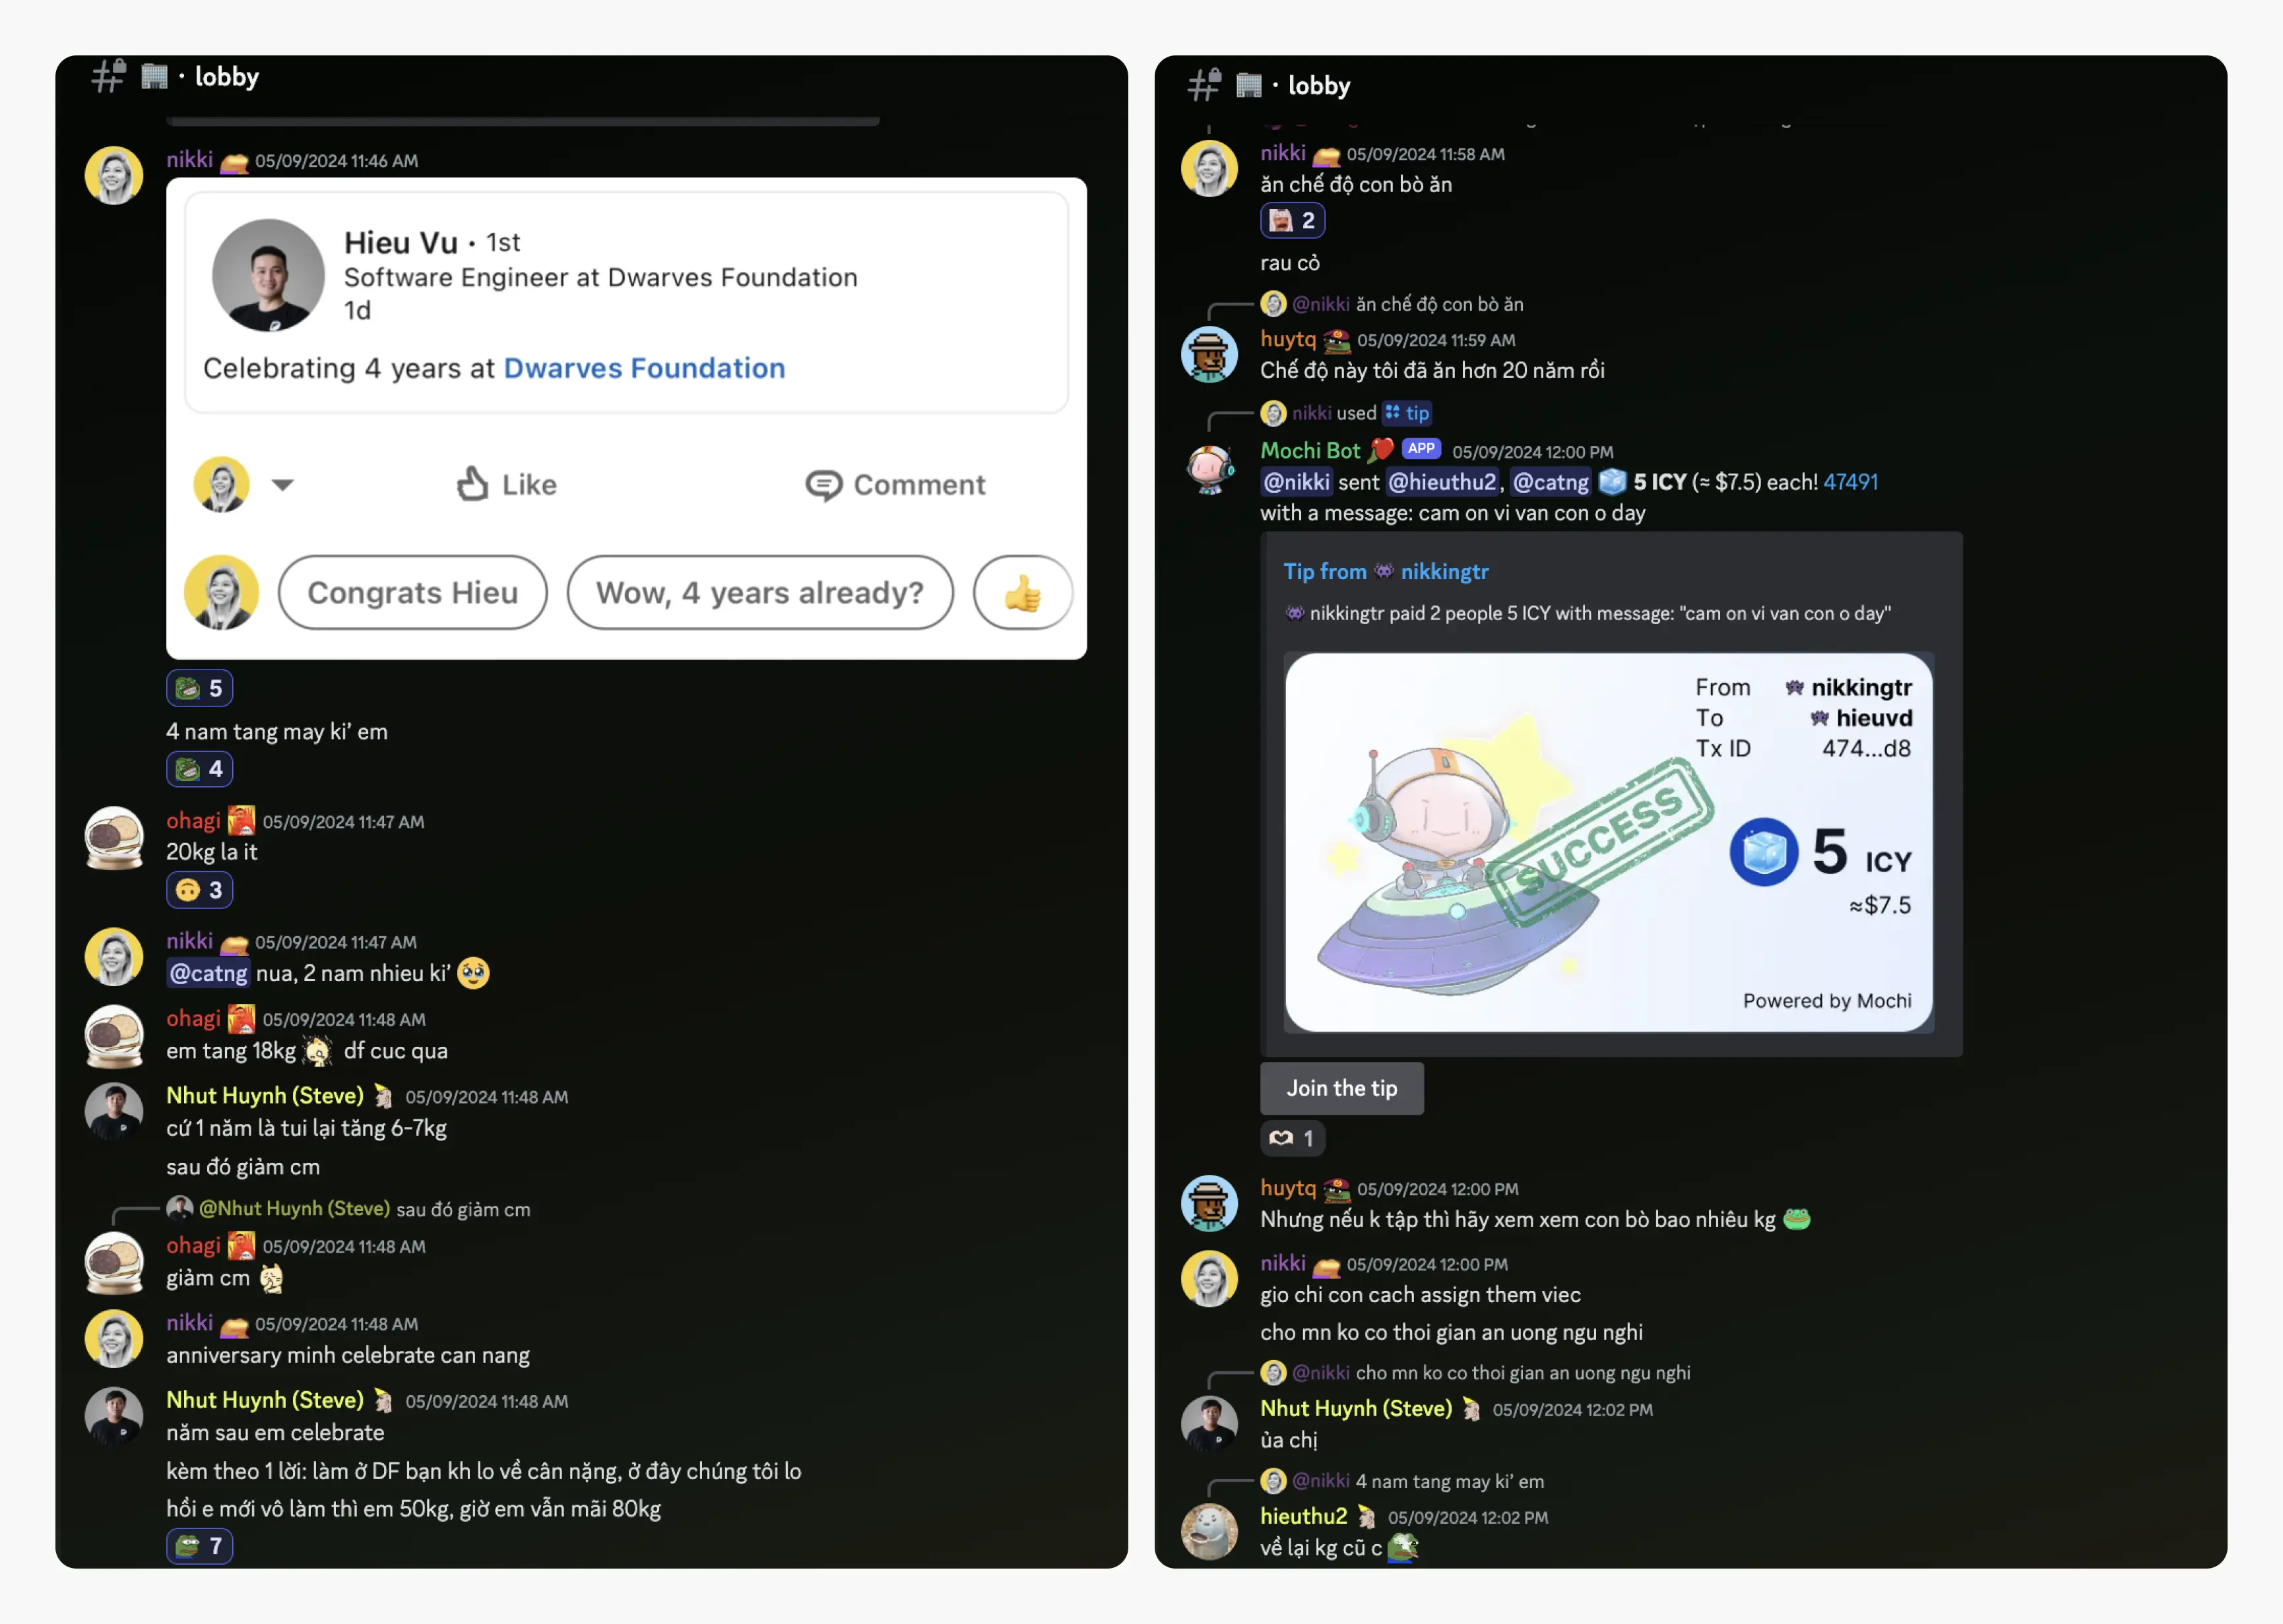 · lobby
nikki 05/09/2024 11:46 AM
Hieu Vu • 1st
Software Engineer at Dwarves Foundation
1d
Celebrating 4 years at Dwarves Foundation
Like
Comment
Congrats Hieu
Wow, 4 years already?
5
4 nam tang may ki' em
4
ohagi 05/09/2024 11:47 AM
20kg la it
3
nikki 05/09/2024 11:47 AM
@catng nua, 2 nam nhieu ki'
ohagi 05/09/2024 11:48 AM
em tang 18kg df cuc qua
Nhut Huynh (Steve) 05/09/2024 11:48 AM
cứ 1 năm là tui lại tăng 6-7kg
sau đó giảm cm
@Nhut Huynh (Steve) sau đó giảm cm
ohagi 05/09/2024 11:48 AM
giảm cm
nikki 05/09/2024 11:48 AM
anniversary minh celebrate can nang
Nhut Huynh (Steve) 05/09/2024 11:48 AM
năm sau em celebrate
kèm theo 1 lời: làm ở DF bạn kh lo về cân nặng, ở đây chúng tôi lo
hồi e mới vô làm thì em 50kg, giờ em vẫn mãi 80kg
7
· lobby
nikki 05/09/2024 11:58 AM
ăn chế độ con bò ăn
2
rau cỏ
@nikki ăn chế độ con bò ăn
huytq 05/09/2024 11:59 AM
Chế độ này tôi đã ăn hơn 20 năm rồi
nikki used tip
Mochi Bot APP 05/09/2024 12:00 PM
@nikki sent @hieuthu2, @catng 5 ICY (≈ $7.5) each! 47491
with a message: cam on vi van con o day
Tip from nikkingtr
nikkingtr paid 2 people 5 ICY with message: "cam on vi van con o day"
From nikkingtr
To hieuvd
Tx ID 474...d8
SUCCESS
5 ICY
≈$7.5
Powered by Mochi
Join the tip
1
huytq 05/09/2024 12:00 PM
Nhưng nếu k tập thì hãy xem xem con bò bao nhiêu kg
nikki 05/09/2024 12:00 PM
gio chi con cach assign them viec
cho mn ko co thoi gian an uong ngu nghi
@nikki cho mn ko co thoi gian an uong ngu nghi
Nhut Huynh (Steve) 05/09/2024 12:02 PM
ủa chị
@nikki 4 nam tang may ki' em
hieuthu2 05/09/2024 12:02 PM
về lại kg cũ c